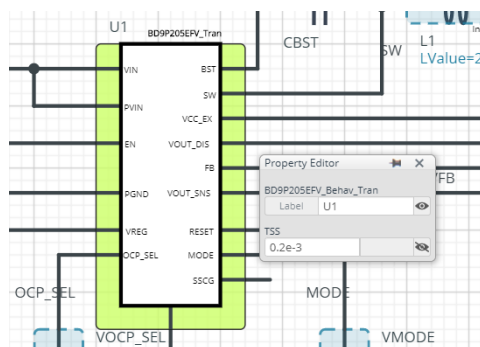 U1
BD9P205EFV_Tran
CBST
SW
L1
LValue=2
In
VIN
BST
PVIN
SW
VCC_EX
EN
VOUT_DIS
FB
PGND
VOUT_SNS
VREG
RESET
OCP_SEL
MODE
SSCG
Property Editor
BD9P205EFV_Behav_Tran
Label
U1
TSS
0.2e-3
/FB
OCP_SEL
MODE
VOCP_SEL
VMODE